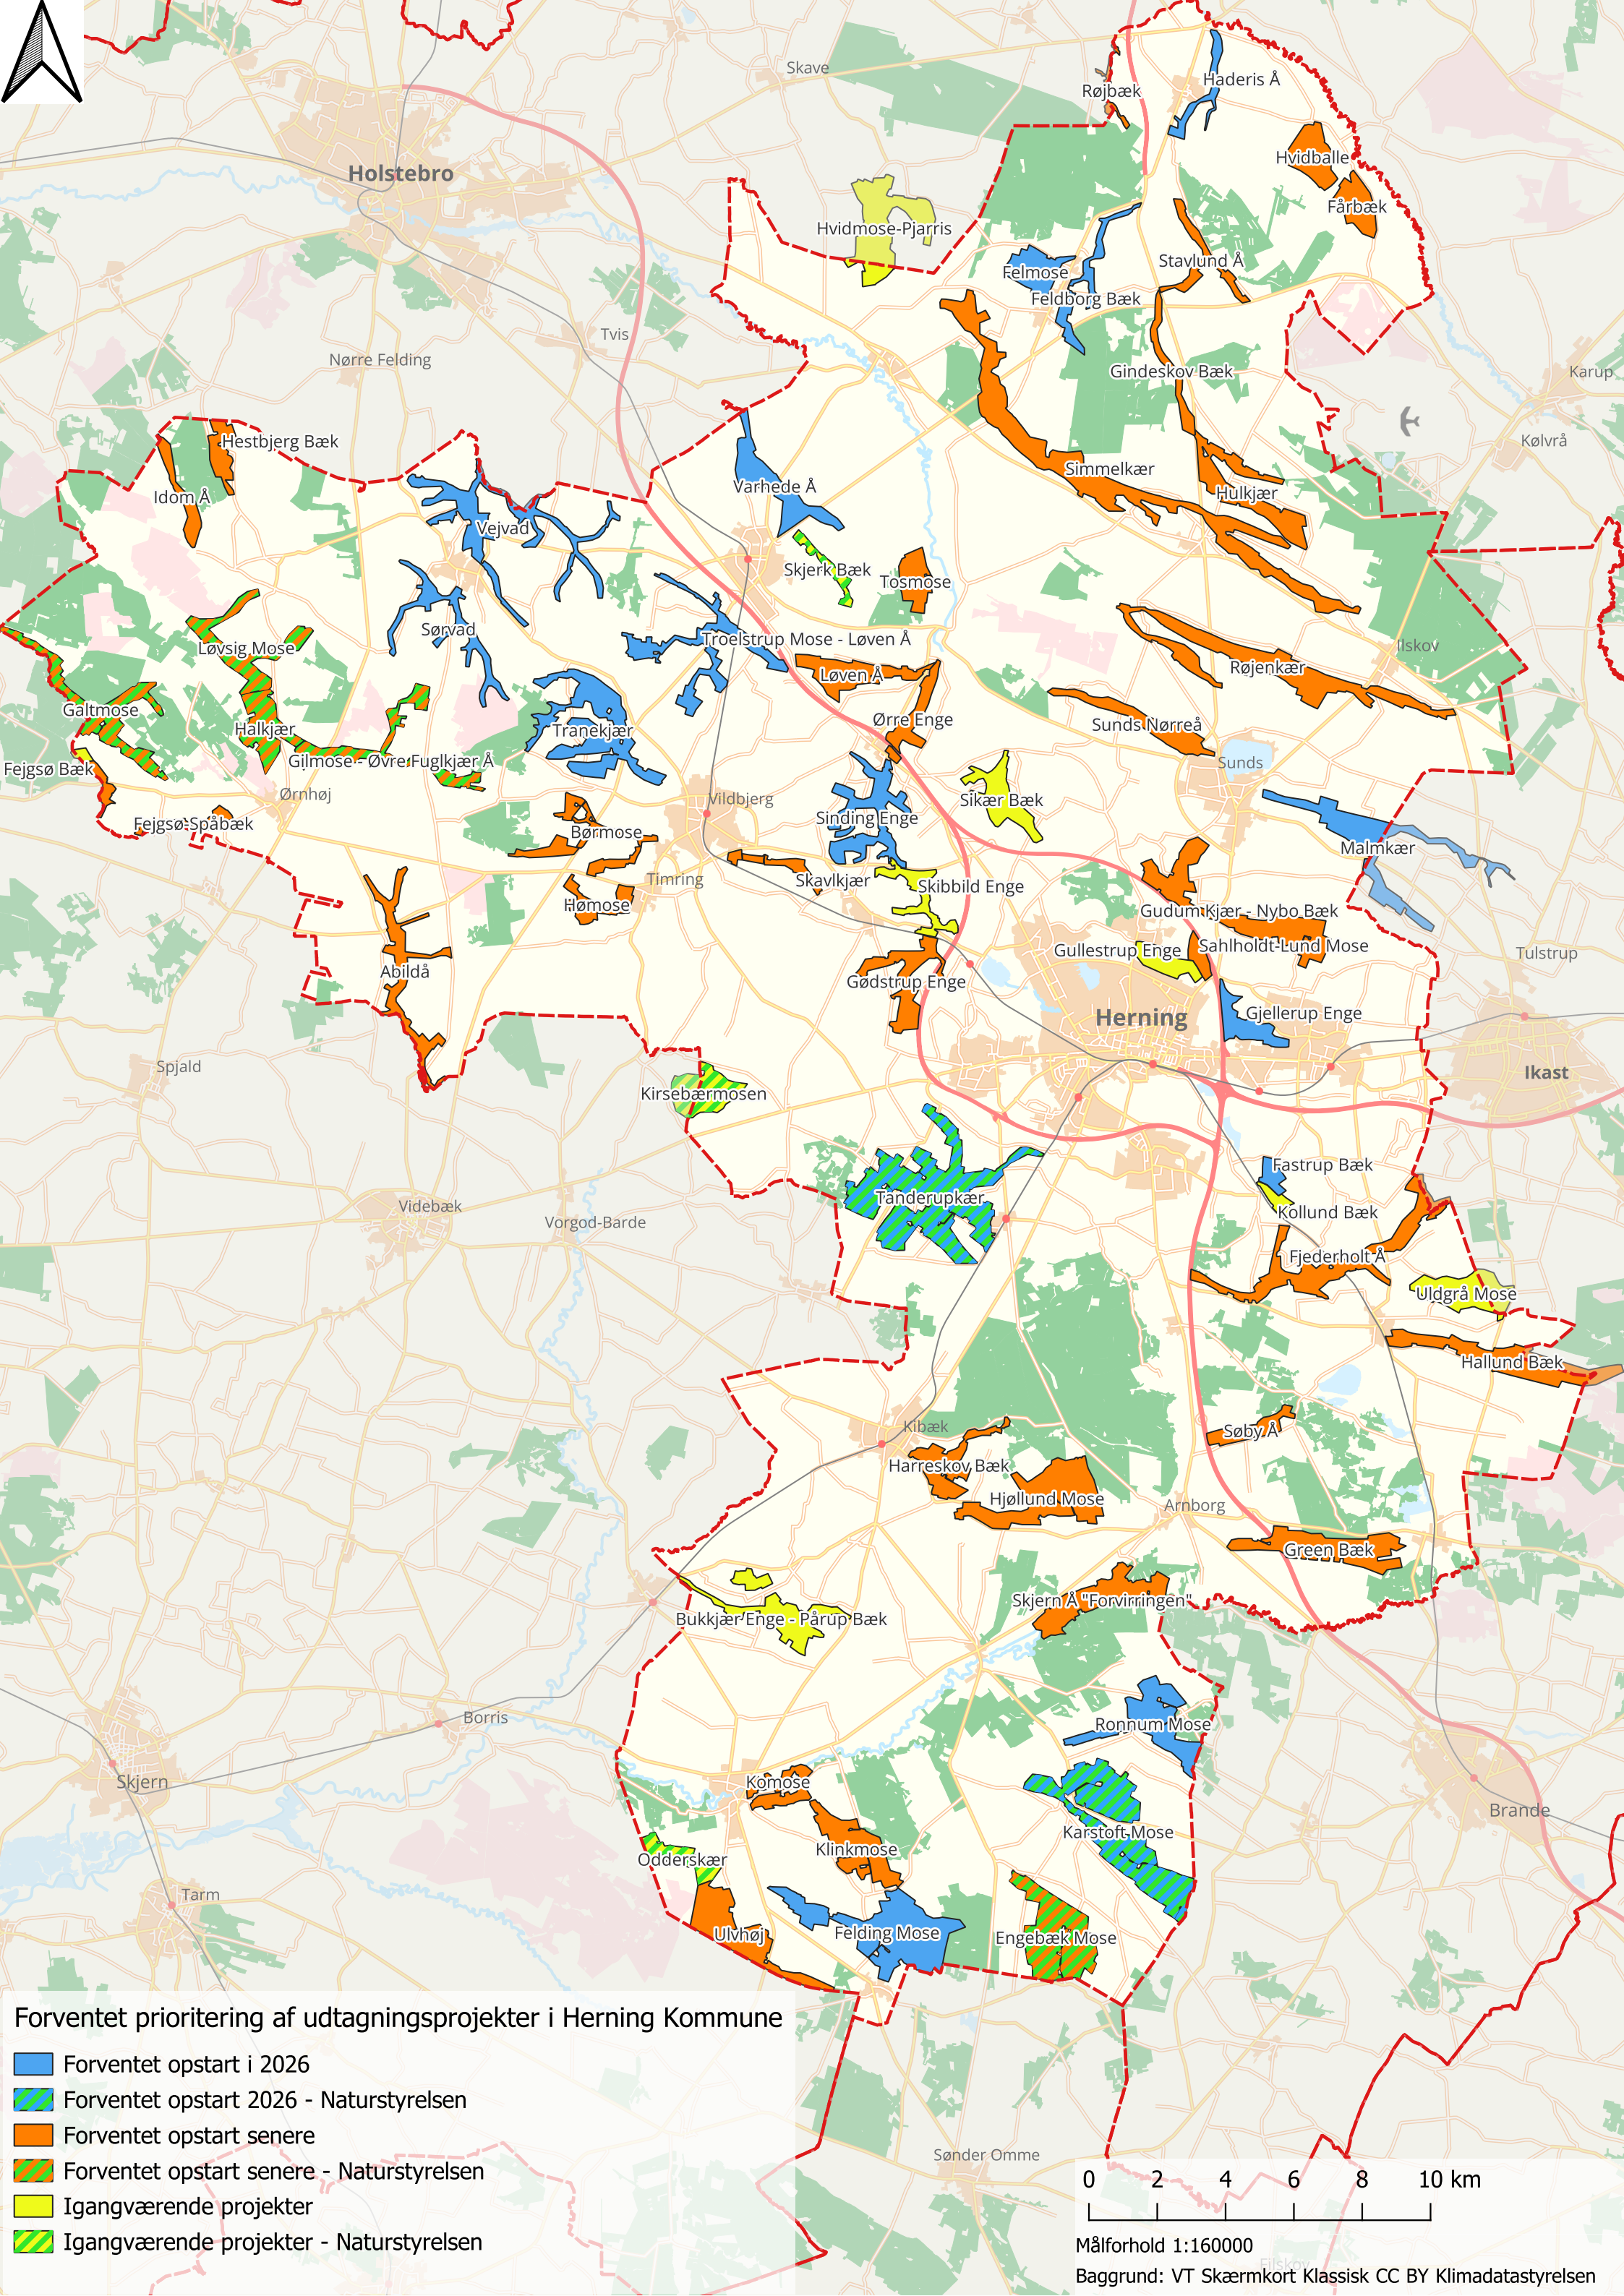 Skave
Røjbæk
Haderis Å
Holstebro
Hvidballe
Fårbæk
Hvidmose-Pjarris
Stavlund Å
Felmose
Feldborg Bæk
Tvis
Nørre Felding
Gindeskov Bæk
Karup
Kølvrå
Hestbjerg Bæk
Simmelkær
Varhede Å
Hulkjær
Idom Å
Vejvad
Skjerk Bæk
Tosmose
Sørvad
Troelstrup Mose - Løven Å
Løvsig Mose
Ilskov
Røjenkær
Løven Å
Galtmose
Ørre Enge
Sunds Nørreå
Halkjær
Tranekjær
Gilmose - Øvre Fuglkjær Å
Sunds
Fejgsø Bæk
Ørnhøj
Vildbjerg
Sikær Bæk
Sinding Enge
Fejgsø-Spåbæk
Børmose
Malmkær
Timring
Skavlkjær
Skibbild Enge
Hømose
Gudum Kjær - Nybo Bæk
Gullestrup Enge
Sahlholdt-Lund Mose
Tulstrup
Abildå
Gødstrup Enge
Herning
Gjellerup Enge
Spjald
Ikast
Kirsebærmosen
Fastrup Bæk
Tanderupkær
Videbæk
Kollund Bæk
Vorgod-Barde
Fjederholt Å
Uldgrå Mose
Hallund Bæk
Kibæk
Søby Å
Harreskov Bæk
Hjøllund Mose
Arnborg
Green Bæk
Skjern Å "Forvirringen"
Bukkjær Enge - Pårup Bæk
Borris
Ronnum Mose
Skjern
Komose
Brande
Karstoft Mose
Klinkmose
Odderskær
Tarm
Ulvhøj
Felding Mose
Engebæk Mose
Forventet prioritering af udtagningsprojekter i Herning Kommune
Forventet opstart i 2026
Forventet opstart 2026 - Naturstyrelsen
Forventet opstart senere
Forventet opstart senere - Naturstyrelsen
Igangværende projekter
Igangværende projekter - Naturstyrelsen
Sønder Omme
0 2 4 6 8 10 km
Målforhold 1:160000
Filskov
Baggrund: VT Skærmkort Klassisk CC BY Klimadatastyrelsen